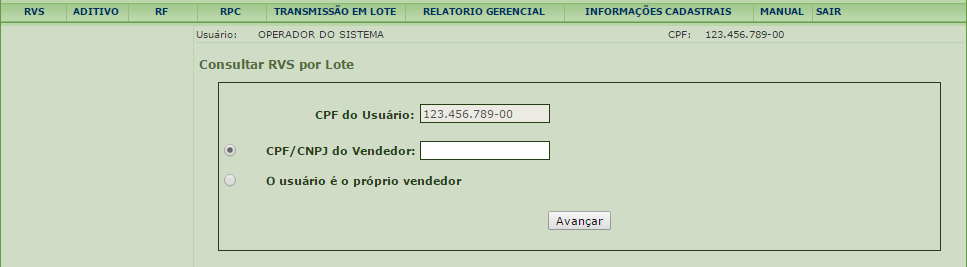 RVS ADITIVO RF RPC TRANSMISSÃO EM LOTE RELATORIO GERENCIAL INFORMAÇÕES CADASTRAIS MANUAL SAIR
Usuário: OPERADOR DO SISTEMA CPF: 123.456.789-00
Consultar RVS por Lote
CPF do Usuário: 123.456.789-00
CPF/CNPJ do Vendedor:
O usuário é o próprio vendedor
Avançar